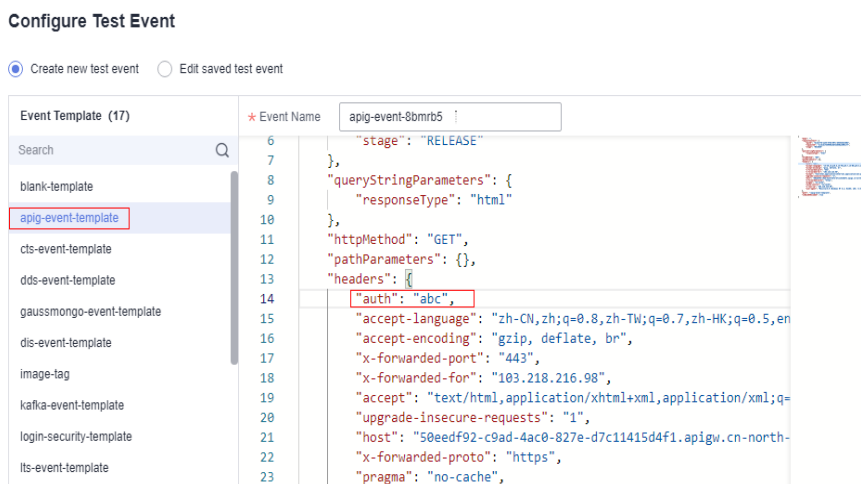 Configure Test Event
Create new test event
Edit saved test event
Event Template (17)
* Event Name
apig-event-8bmrb5
Search
blank-template
apig-event-template
cts-event-template
dds-event-template
gaussmongo-event-template
dis-event-template
image-tag
kafka-event-template
login-security-template
lts-event-template
6 "stage": "RELEASE"
7 },
8 "queryStringParameters": {
9 "responseType": "html"
10 },
11 "httpMethod": "GET",
12 "pathParameters": {},
13 "headers": {
14 "auth": "abc",
15 "accept-language": "zh-CN,zh;q=0.8,zh-TW;q=0.7,zh-HK;q=0.5,en
16 "accept-encoding": "gzip, deflate, br",
17 "x-forwarded-port": "443",
18 "x-forwarded-for": "103.218.216.98",
19 "accept": "text/html,application/xhtml+xml,application/xml;q=
20 "upgrade-insecure-requests": "1",
21 "host": "50eedf92-c9ad-4ac0-827e-d7c11415d4f1.apigw.cn-north-
22 "x-forwarded-proto": "https",
23 "pragma": "no-cache",